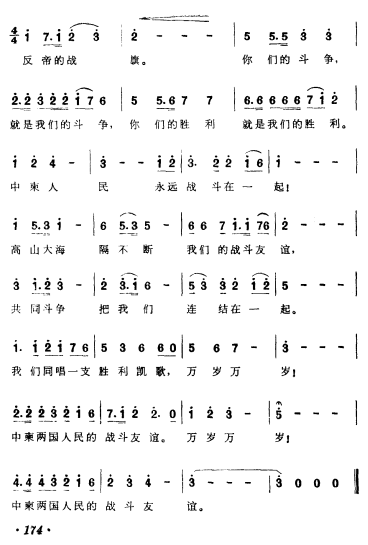 4/4 1 7.1 2 3 | 2 - - - | 5 5.5 3 3 |
反帝的战 旗。 你们的斗争,
2.2 3 2 2 1 7 6 | 5 5.6 7 7 | 6.6 6 6 6 7 1 2 |
就是我们的斗争,你们的胜利 就是我们的胜利。
1 2 4 - | 3 - - 1 2 | 3. 2 2 1 6 | 1 - - - |
中柬人 民 永远战斗在一 起!
1 5.3 1 - | 6 5.3 5 - | 6 6 7 1.1 7 6 | 2 - - - |
高山大海 隔不断 我们的战斗友谊,
3 1.2 3 - | 2 3.1 6 - | 5 3 2 1 2 | 1 - - - |
共同斗争 把我们 连结在一 起。
1. 1 2 1 7 6 | 5 3 6 6 0 | 5 6 7 - | 3 - - - |
我们同唱一支胜利凯歌,万岁万 岁!
2.2 2 3 2 1 6 | 7.1 2 2. 0 | 1 2 3 - | 5 - - - |
中柬两国人民的战斗友谊。万岁万 岁!
4.4 4 3 2 1 6 | 2 3 4 - | 3 - - - | 3 0 0 0 ‖
中柬两国人民的战斗友 谊。
·174·